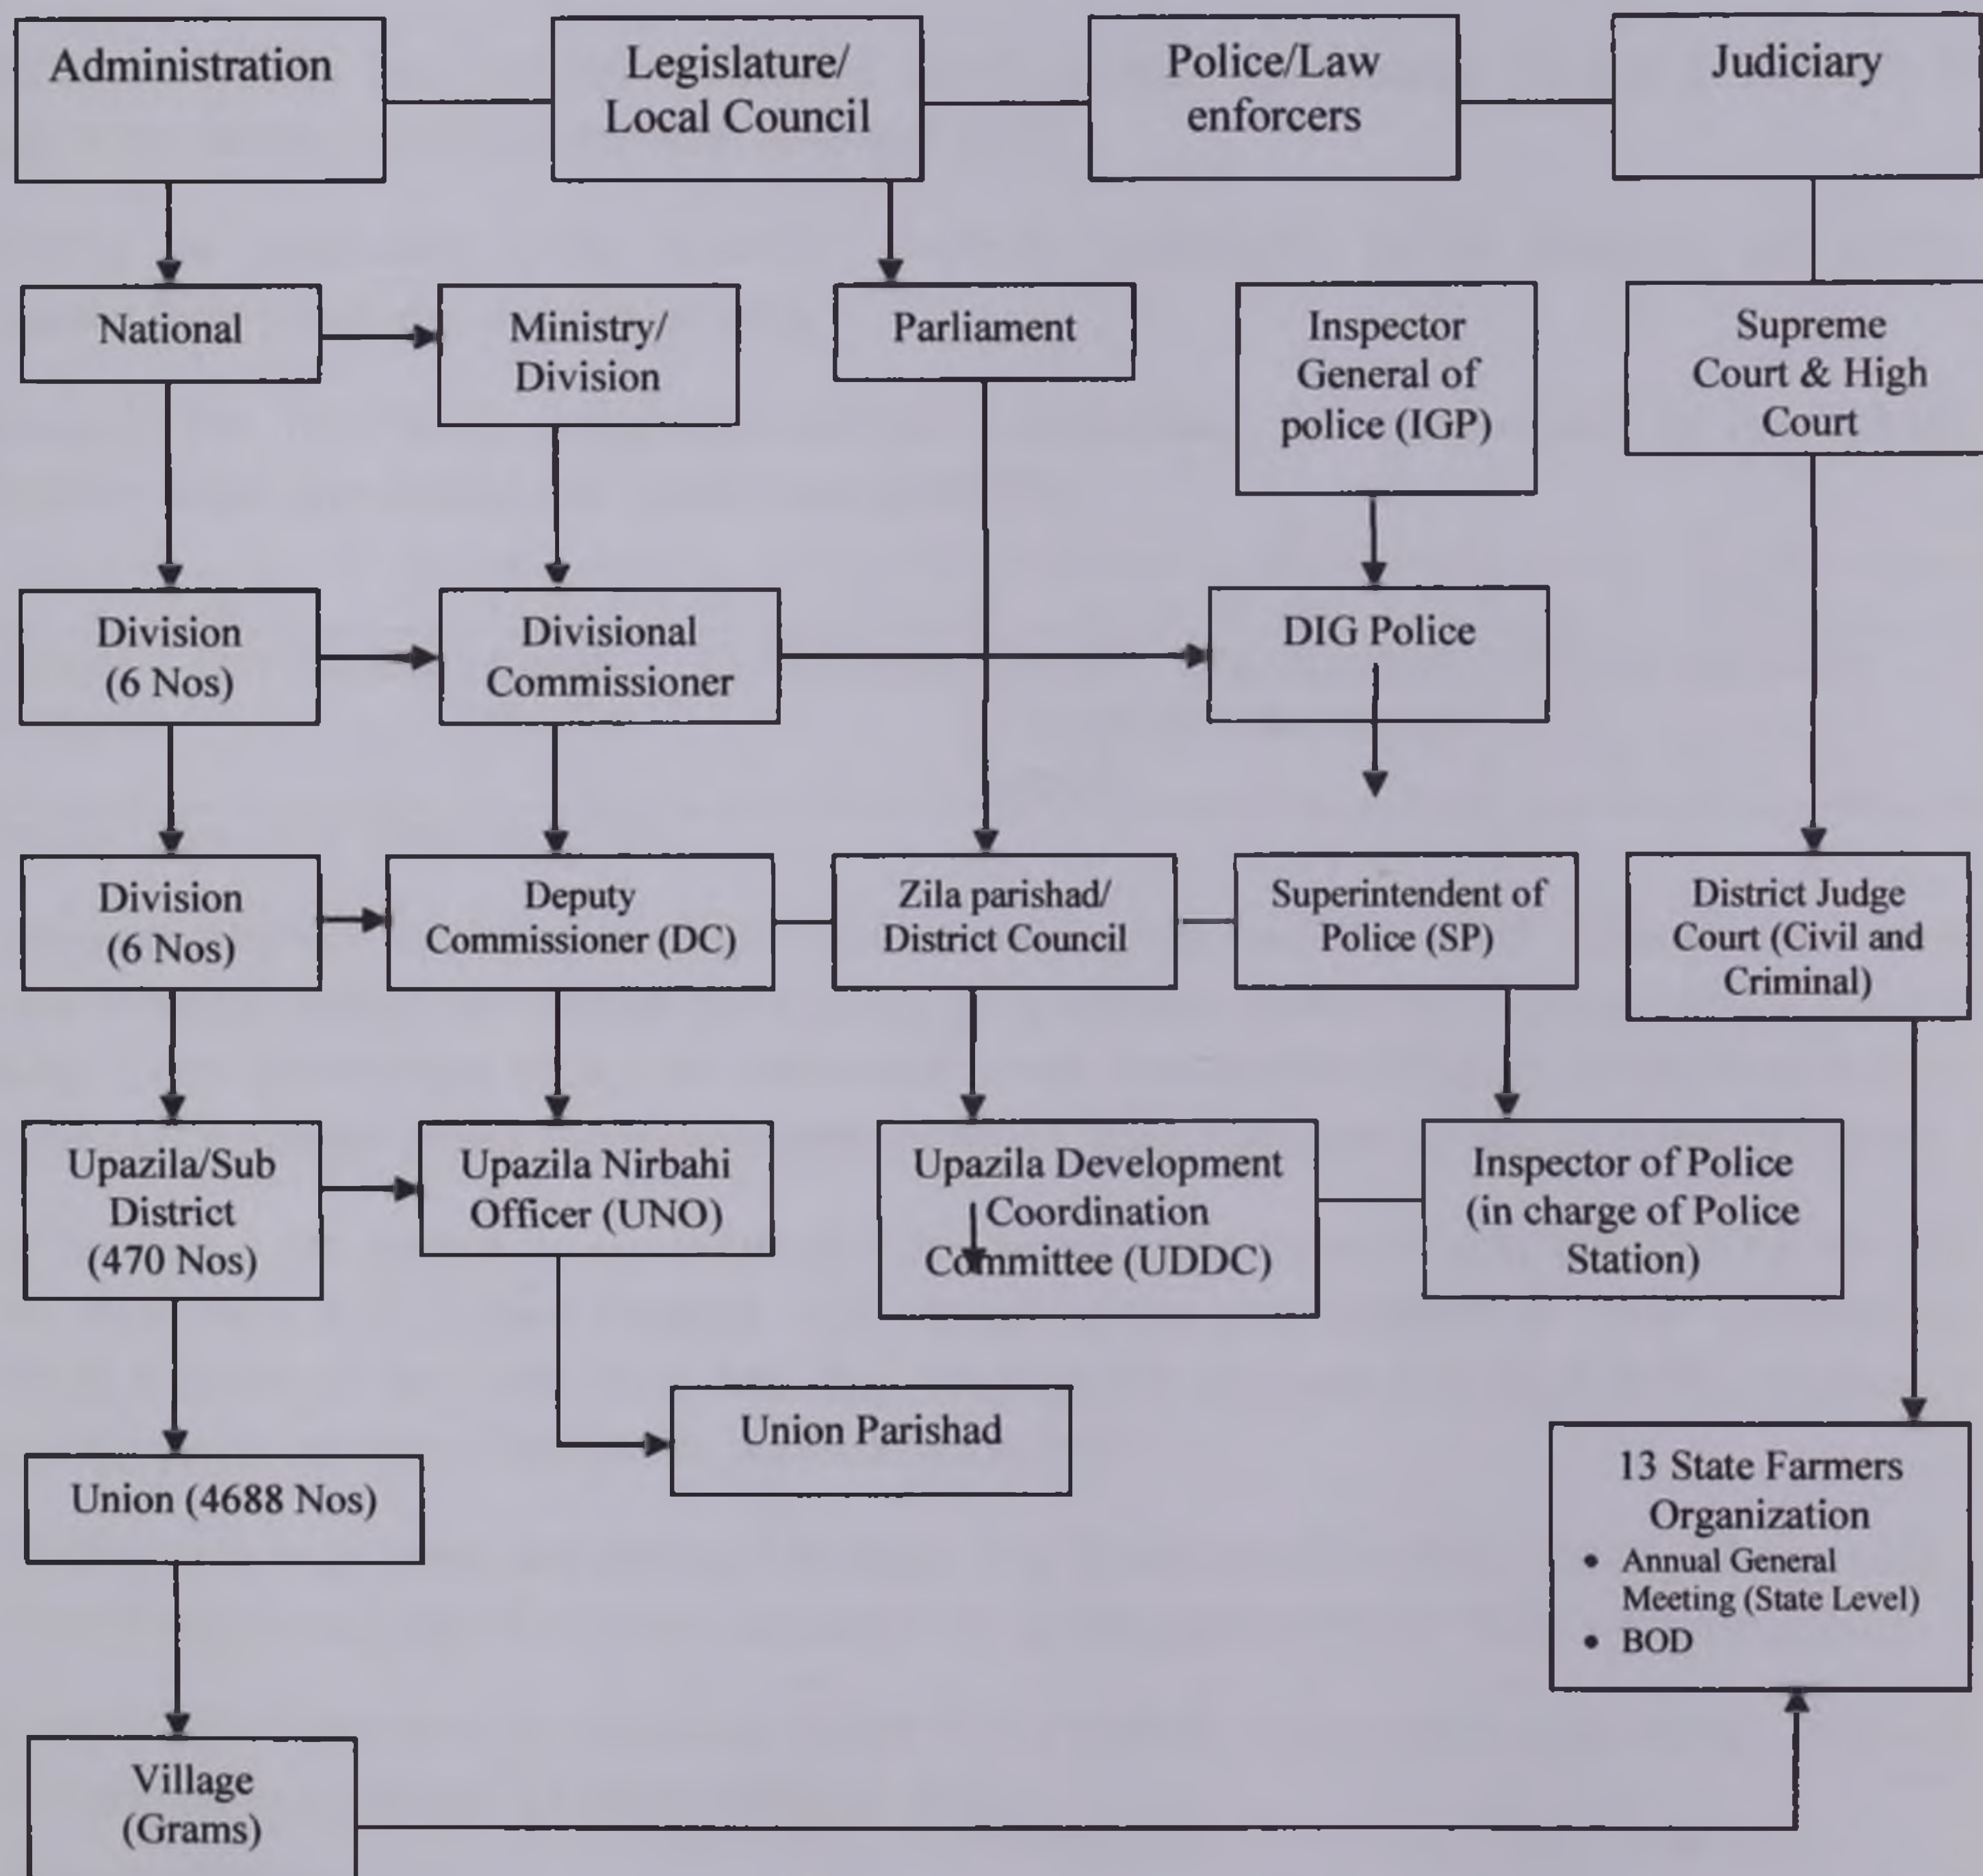 Administration
Legislature/
Local Council
Police/Law
enforcers
Judiciary
National
Ministry/
Division
Parliament
Inspector
General of
police (IGP)
Supreme
Court & High
Court
Division
(6 Nos)
Divisional
Commissioner
DIG Police
Division
(6 Nos)
Deputy
Commissioner (DC)
Zila parishad/
District Council
Superintendent of
Police (SP)
District Judge
Court (Civil and
Criminal)
Upazila/Sub
District
(470 Nos)
Upazila Nirbahi
Officer (UNO)
Upazila Development
Coordination
Committee (UDDC)
Inspector of Police
(in charge of Police
Station)
Union Parishad
Union (4688 Nos)
13 State Farmers
Organization
• Annual General
Meeting (State Level)
• BOD
Village
(Grams)